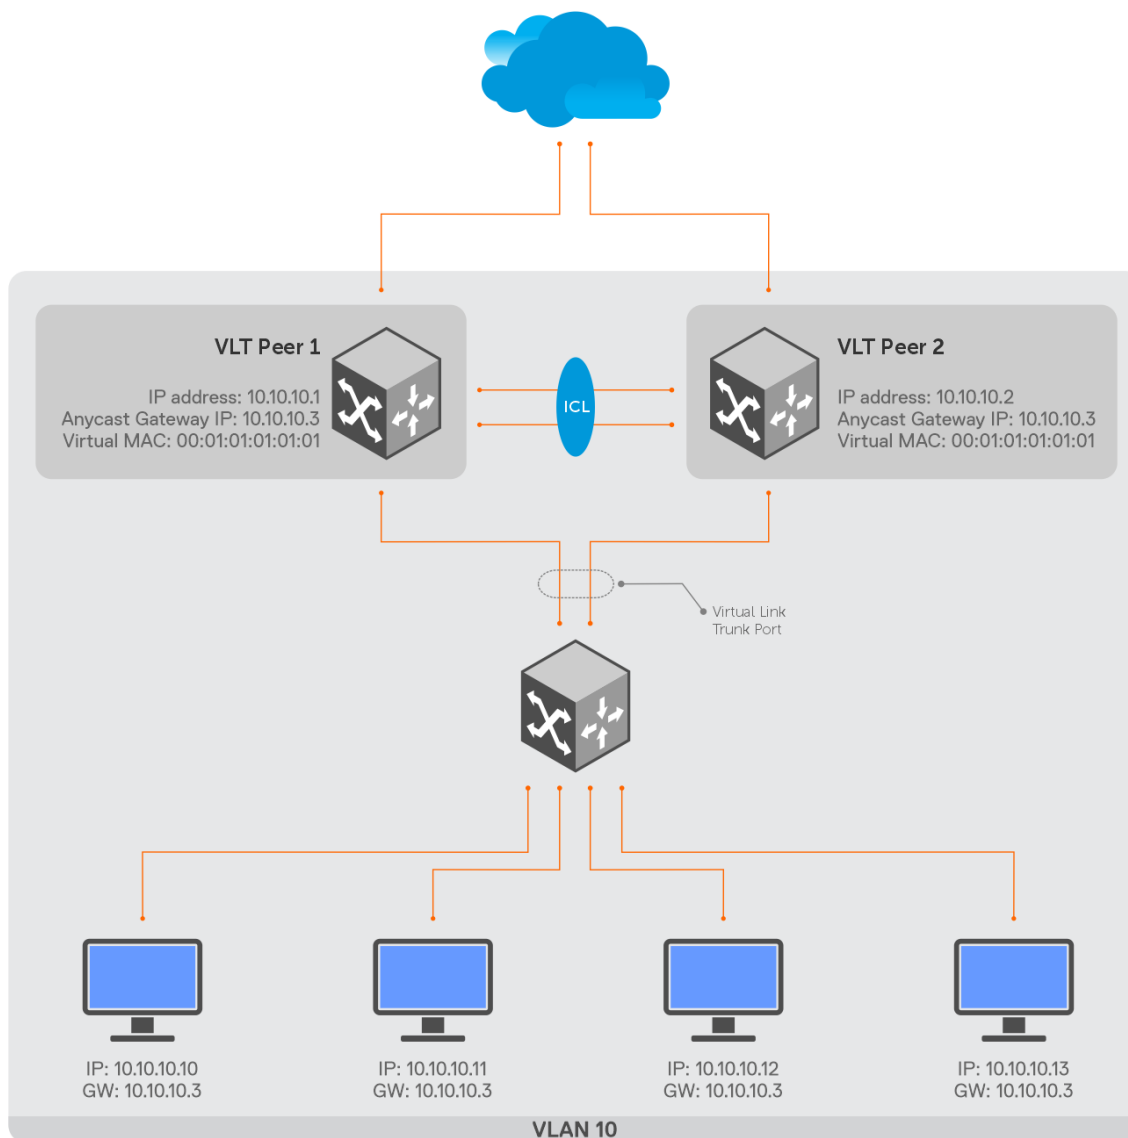 VLT Peer 1
IP address: 10.10.10.1
Anycast Gateway IP: 10.10.10.3
Virtual MAC: 00:01:01:01:01:01
ICL
VLT Peer 2
IP address: 10.10.10.2
Anycast Gateway IP: 10.10.10.3
Virtual MAC: 00:01:01:01:01:01
Virtual Link
Trunk Port
IP: 10.10.10.10
GW: 10.10.10.3
IP: 10.10.10.11
GW: 10.10.10.3
IP: 10.10.10.12
GW: 10.10.10.3
IP: 10.10.10.13
GW: 10.10.10.3
VLAN 10